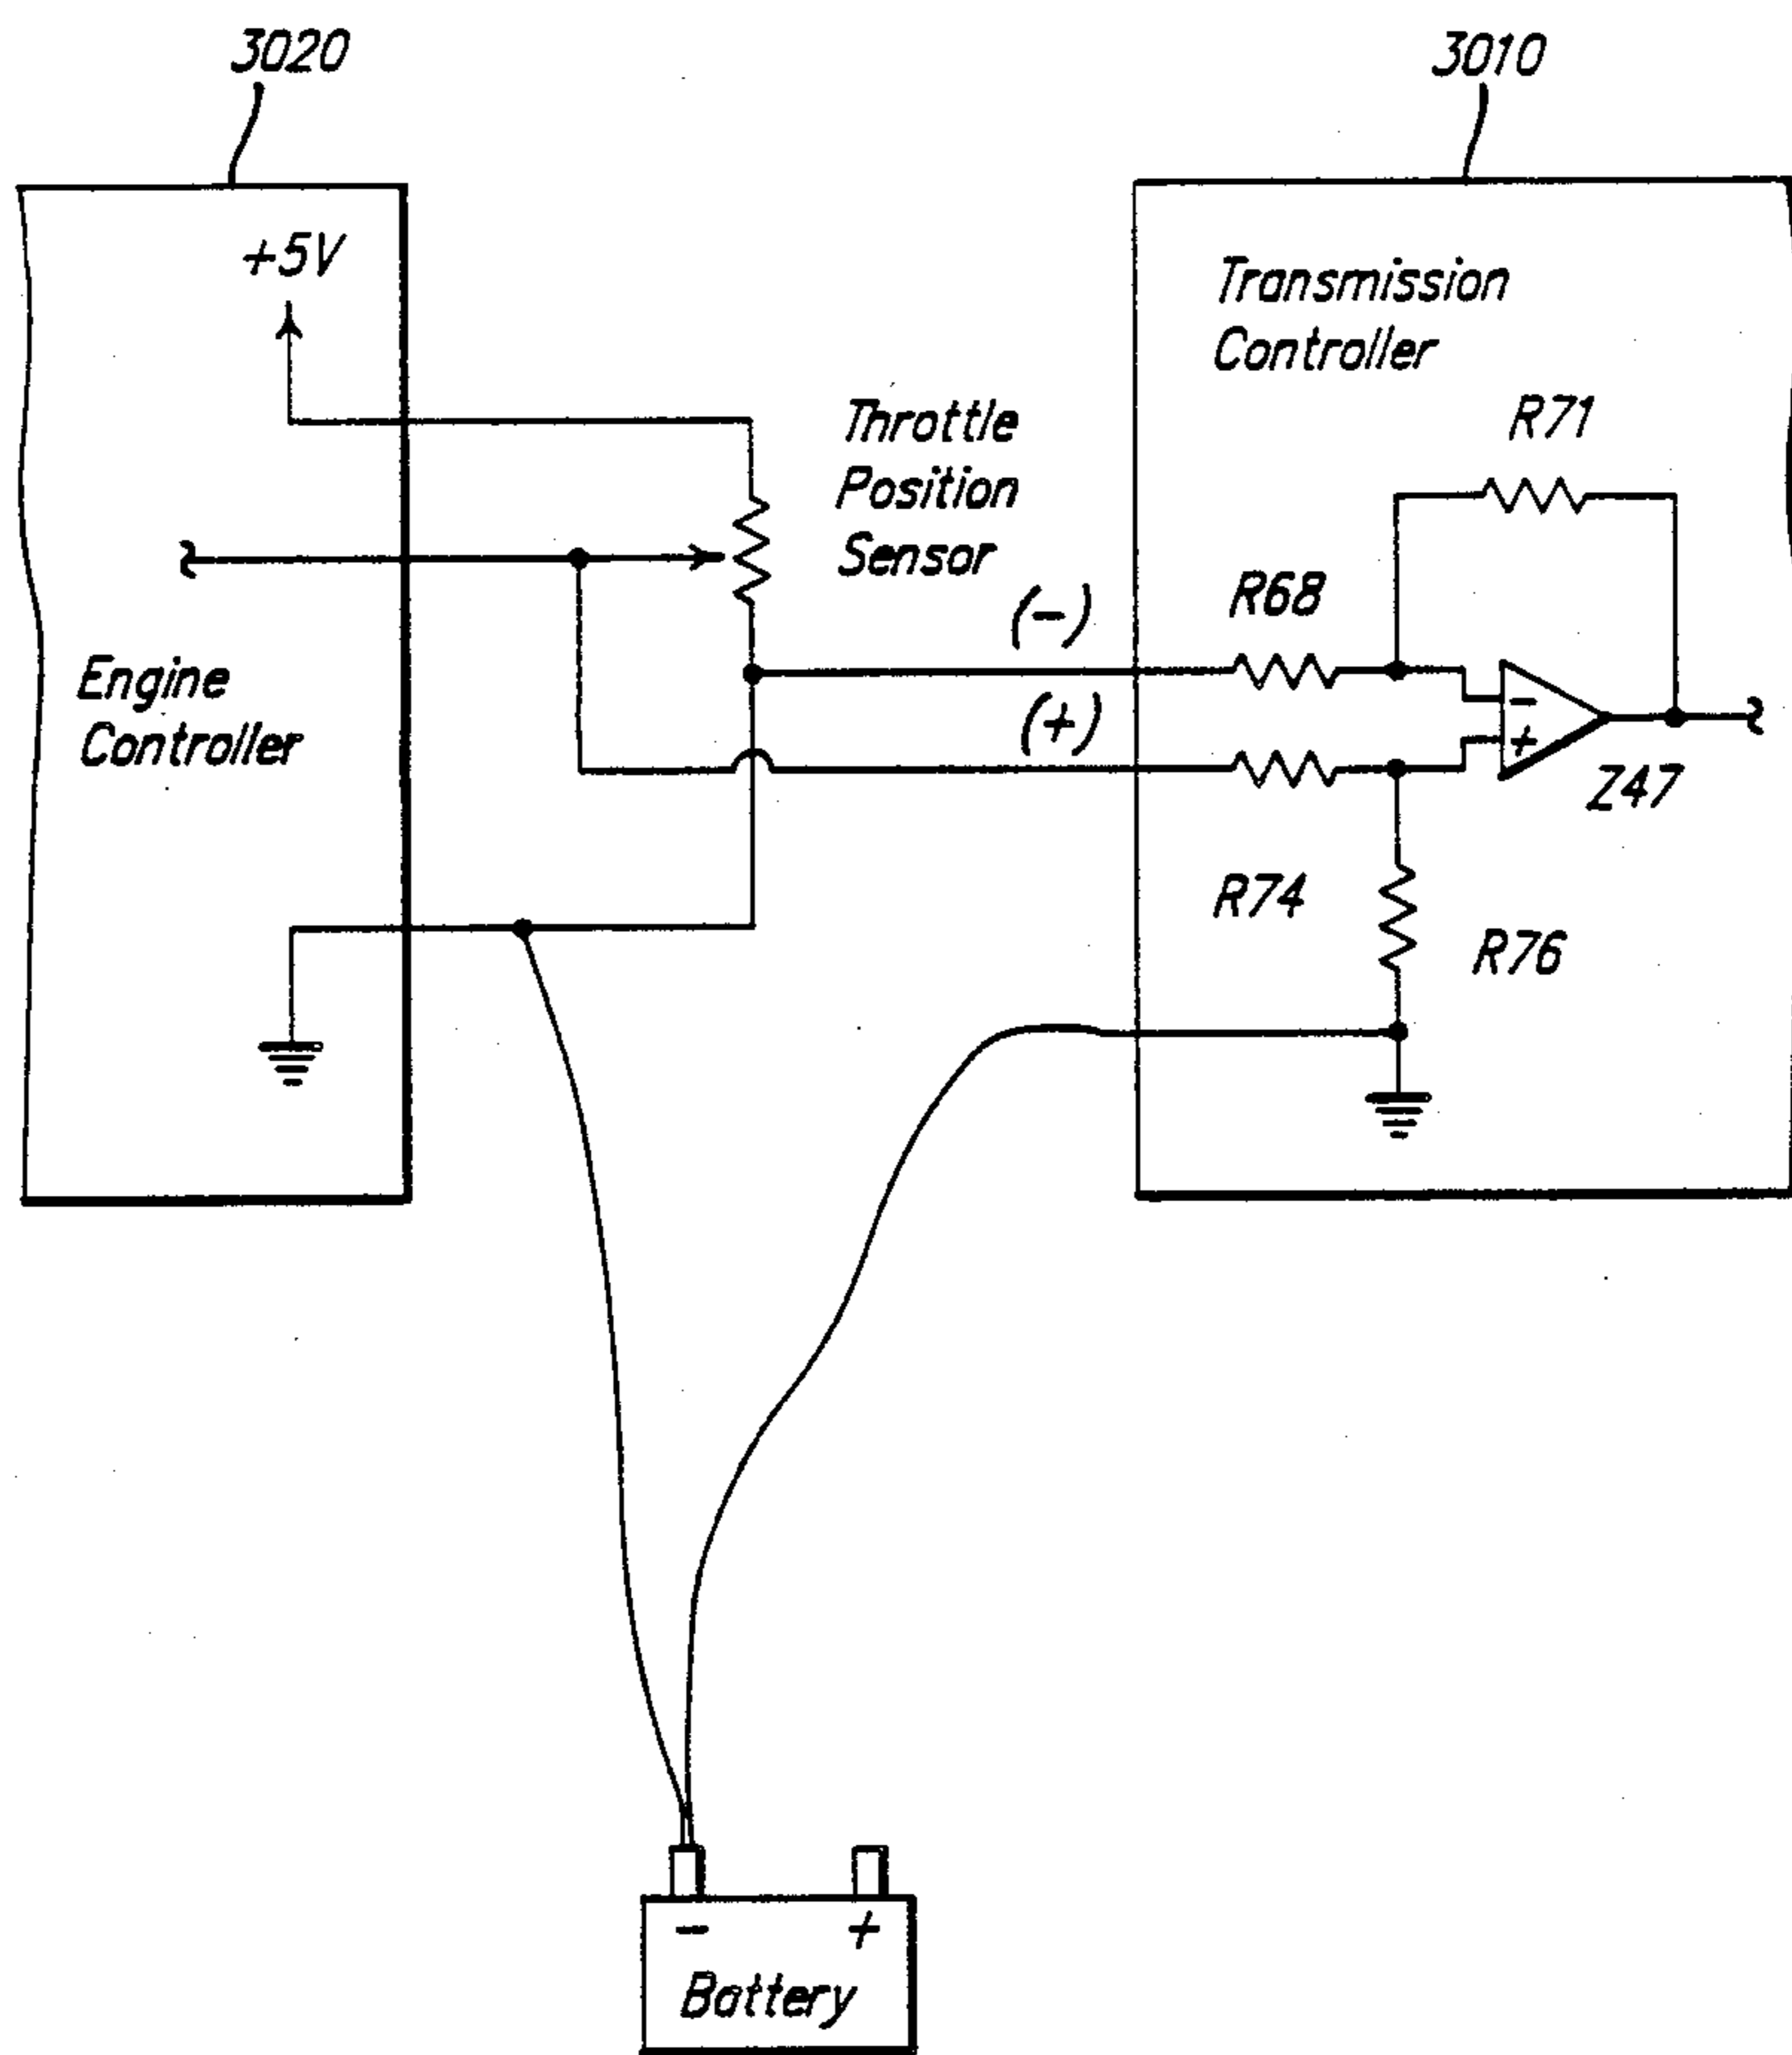 3020
3010
+5V
Transmission
Controller
Throttle
Position
Sensor
R71
R68
(-)
(+)
Engine
Controller
-
+
Z47
R74
R76
- +
Battery